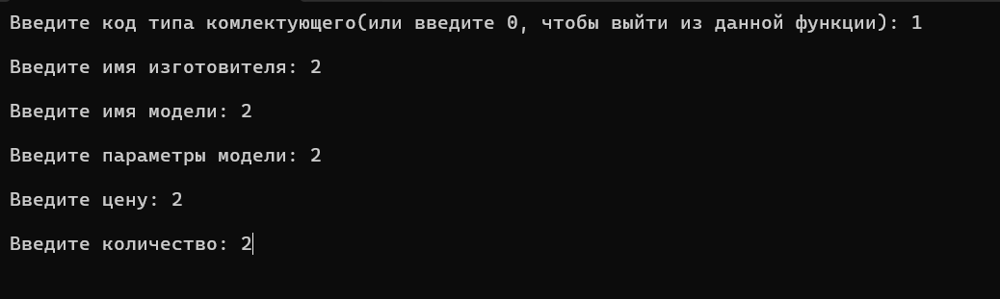 Введите код типа комлектующего(или введите 0, чтобы выйти из данной функции): 1
Введите имя изготовителя: 2
Введите имя модели: 2
Введите параметры модели: 2
Введите цену: 2
Введите количество: 2